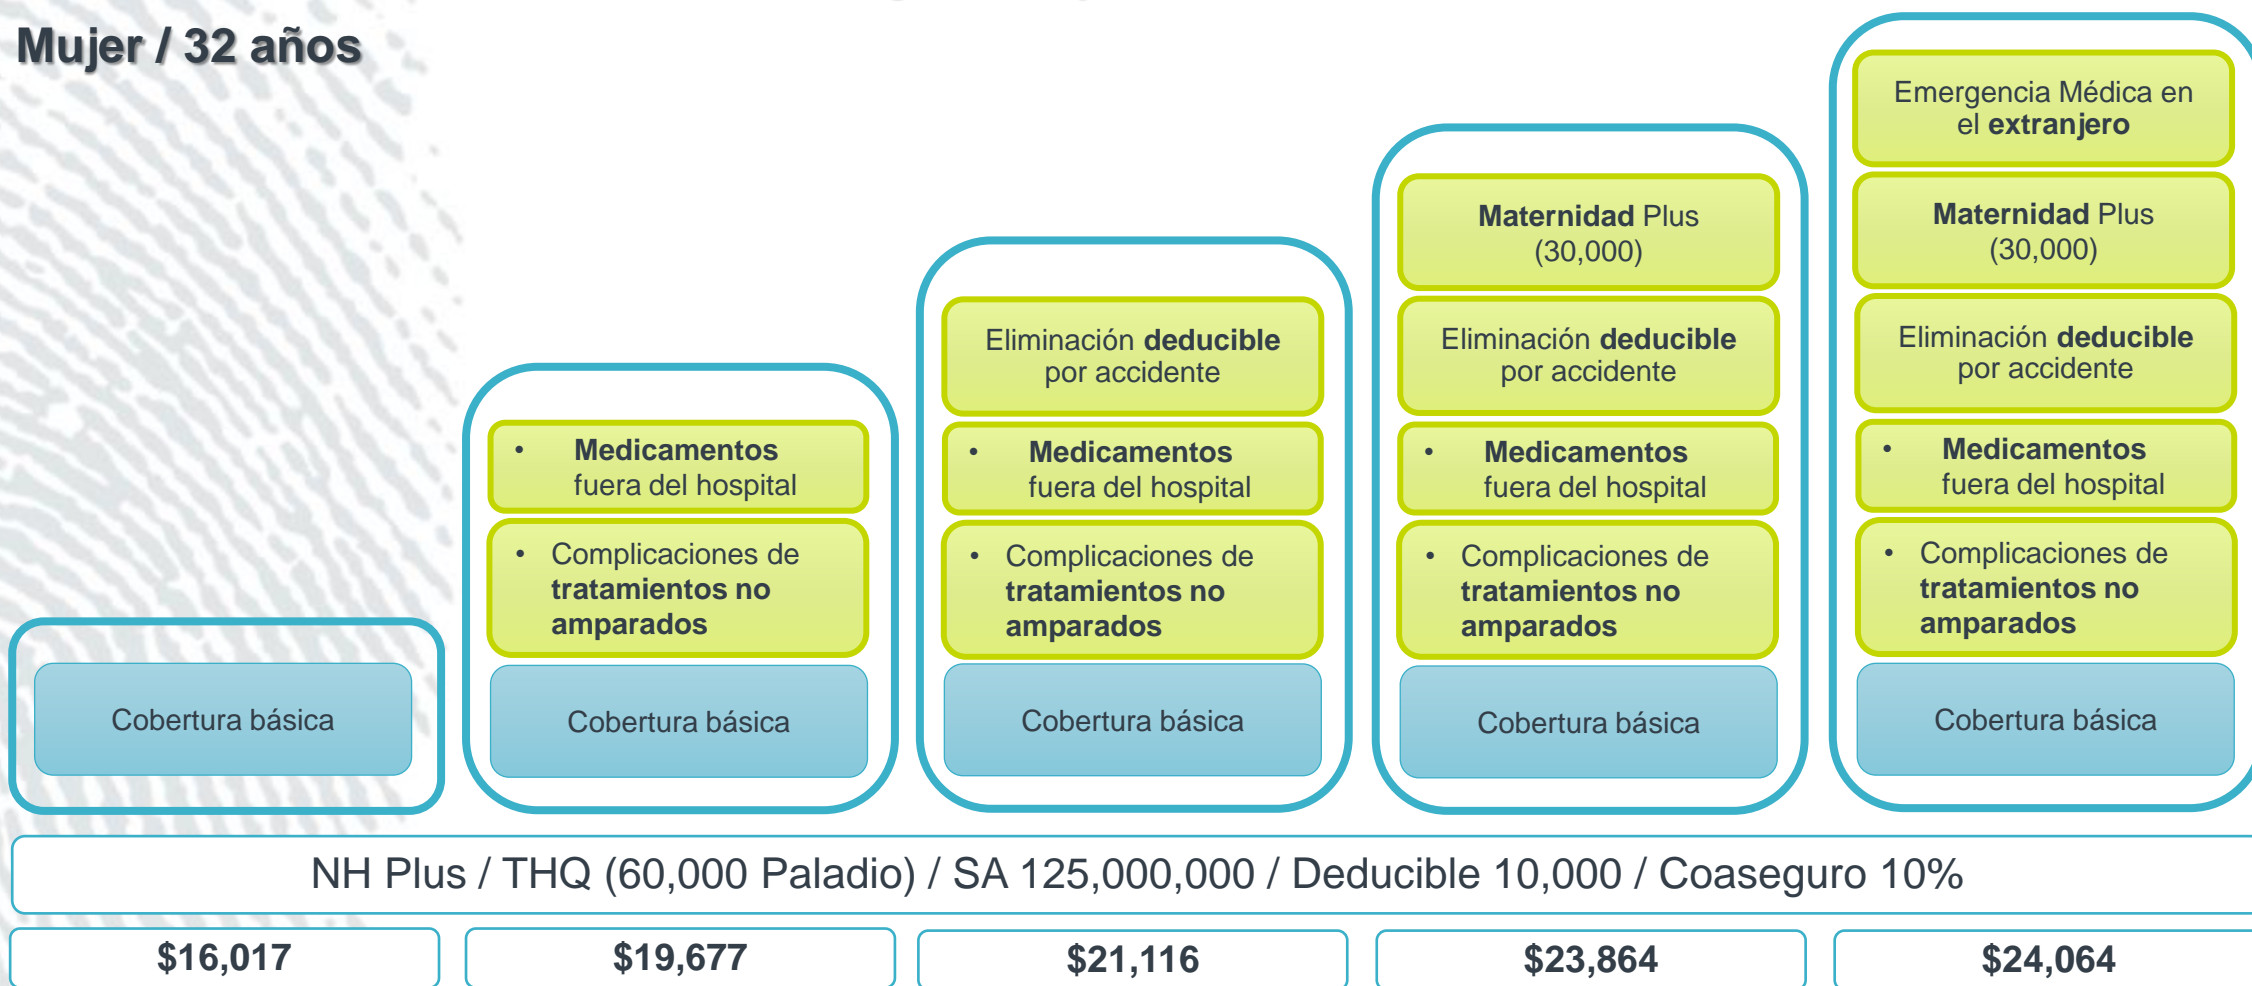 Mujer / 32 años
Cobertura básica
• Medicamentos
fuera del hospital
• Complicaciones de
tratamientos no
amparados
Cobertura básica
Eliminación deducible
por accidente
• Medicamentos
fuera del hospital
• Complicaciones de
tratamientos no
amparados
Cobertura básica
Maternidad Plus
(30,000)
Eliminación deducible
por accidente
• Medicamentos
fuera del hospital
• Complicaciones de
tratamientos no
amparados
Cobertura básica
Emergencia Médica en
el extranjero
Maternidad Plus
(30,000)
Eliminación deducible
por accidente
• Medicamentos
fuera del hospital
• Complicaciones de
tratamientos no
amparados
Cobertura básica
NH Plus / THQ (60,000 Paladio) / SA 125,000,000 / Deducible 10,000 / Coaseguro 10%
$16,017
$19,677
$21,116
$23,864
$24,064